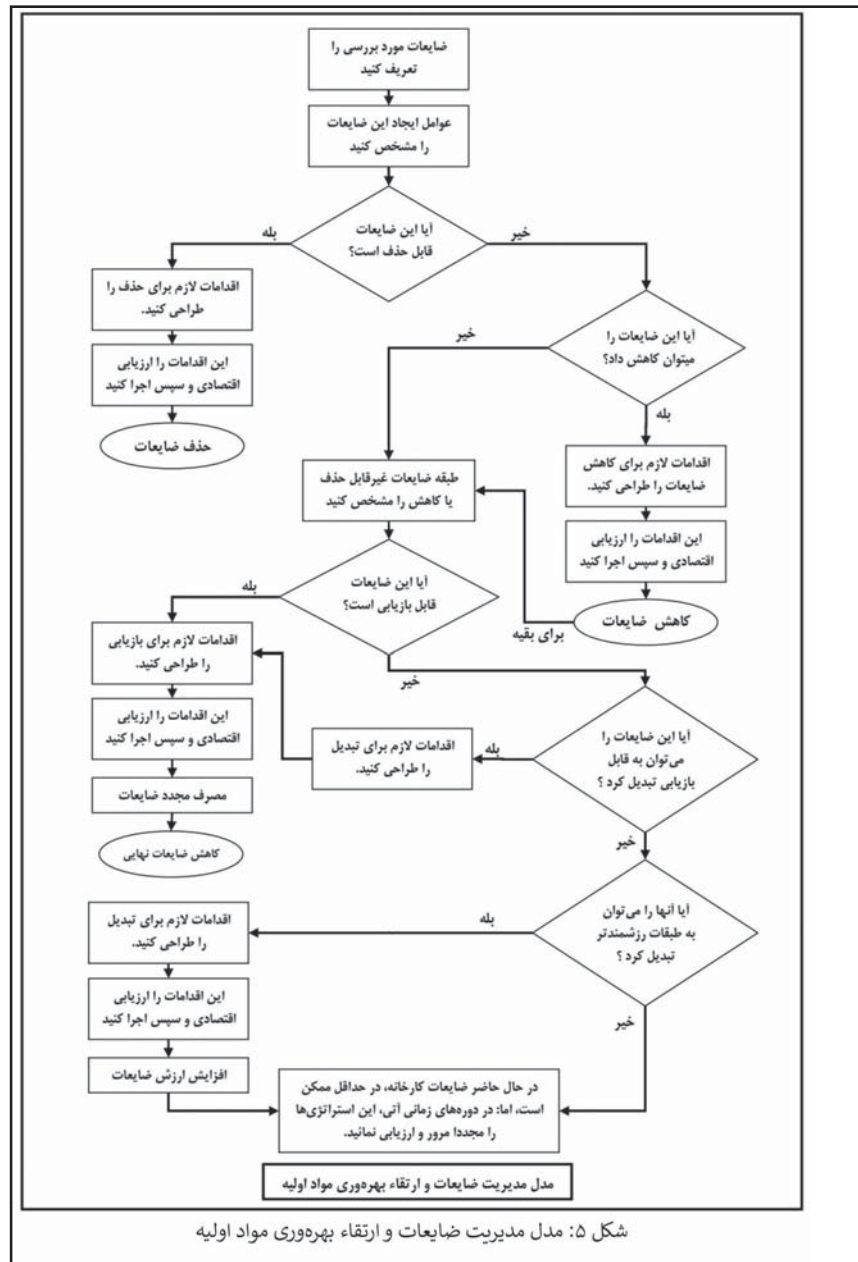 ضایعات مورد بررسی را
تعریف کنید
عوامل ایجاد این ضایعات
را مشخص کنید
آیا این ضایعات
قابل حذف است؟
بله
خیر
اقدامات لازم برای حذف را
طراحی کنید.
این اقدامات را ارزیابی
اقتصادی و سپس اجرا کنید
حذف ضایعات
آیا این ضایعات را
میتوان کاهش داد؟
خیر
بله
اقدامات لازم برای کاهش
ضایعات را طراحی کنید.
این اقدامات را ارزیابی
اقتصادی و سپس اجرا کنید
کاهش ضایعات
برای بقیه
طبقه ضایعات غیرقابل حذف
یا کاهش را مشخص کنید
آیا این ضایعات
قابل بازیابی است؟
بله
خیر
اقدامات لازم برای بازیابی
را طراحی کنید.
این اقدامات را ارزیابی
اقتصادی و سپس اجرا کنید
مصرف مجدد ضایعات
کاهش ضایعات نهایی
آیا این ضایعات را
می‌توان به قابل
بازیابی تبدیل کرد ؟
بله
اقدامات لازم برای تبدیل
را طراحی کنید.
خیر
آیا آنها را می‌توان
به طبقات رزشمندتر
تبدیل کرد ؟
بله
خیر
اقدامات لازم برای تبدیل
را طراحی کنید.
این اقدامات را ارزیابی
اقتصادی و سپس اجرا کنید
افزایش ارزش ضایعات
در حال حاضر ضایعات کارخانه، در حداقل ممکن
است، اما: در دوره‌های زمانی آتی، این استراتژی‌ها
را مجددا مرور و ارزیابی نمائید.
مدل مدیریت ضایعات و ارتقاء بهره‌وری مواد اولیه
شکل ۵: مدل مدیریت ضایعات و ارتقاء بهره‌وری مواد اولیه